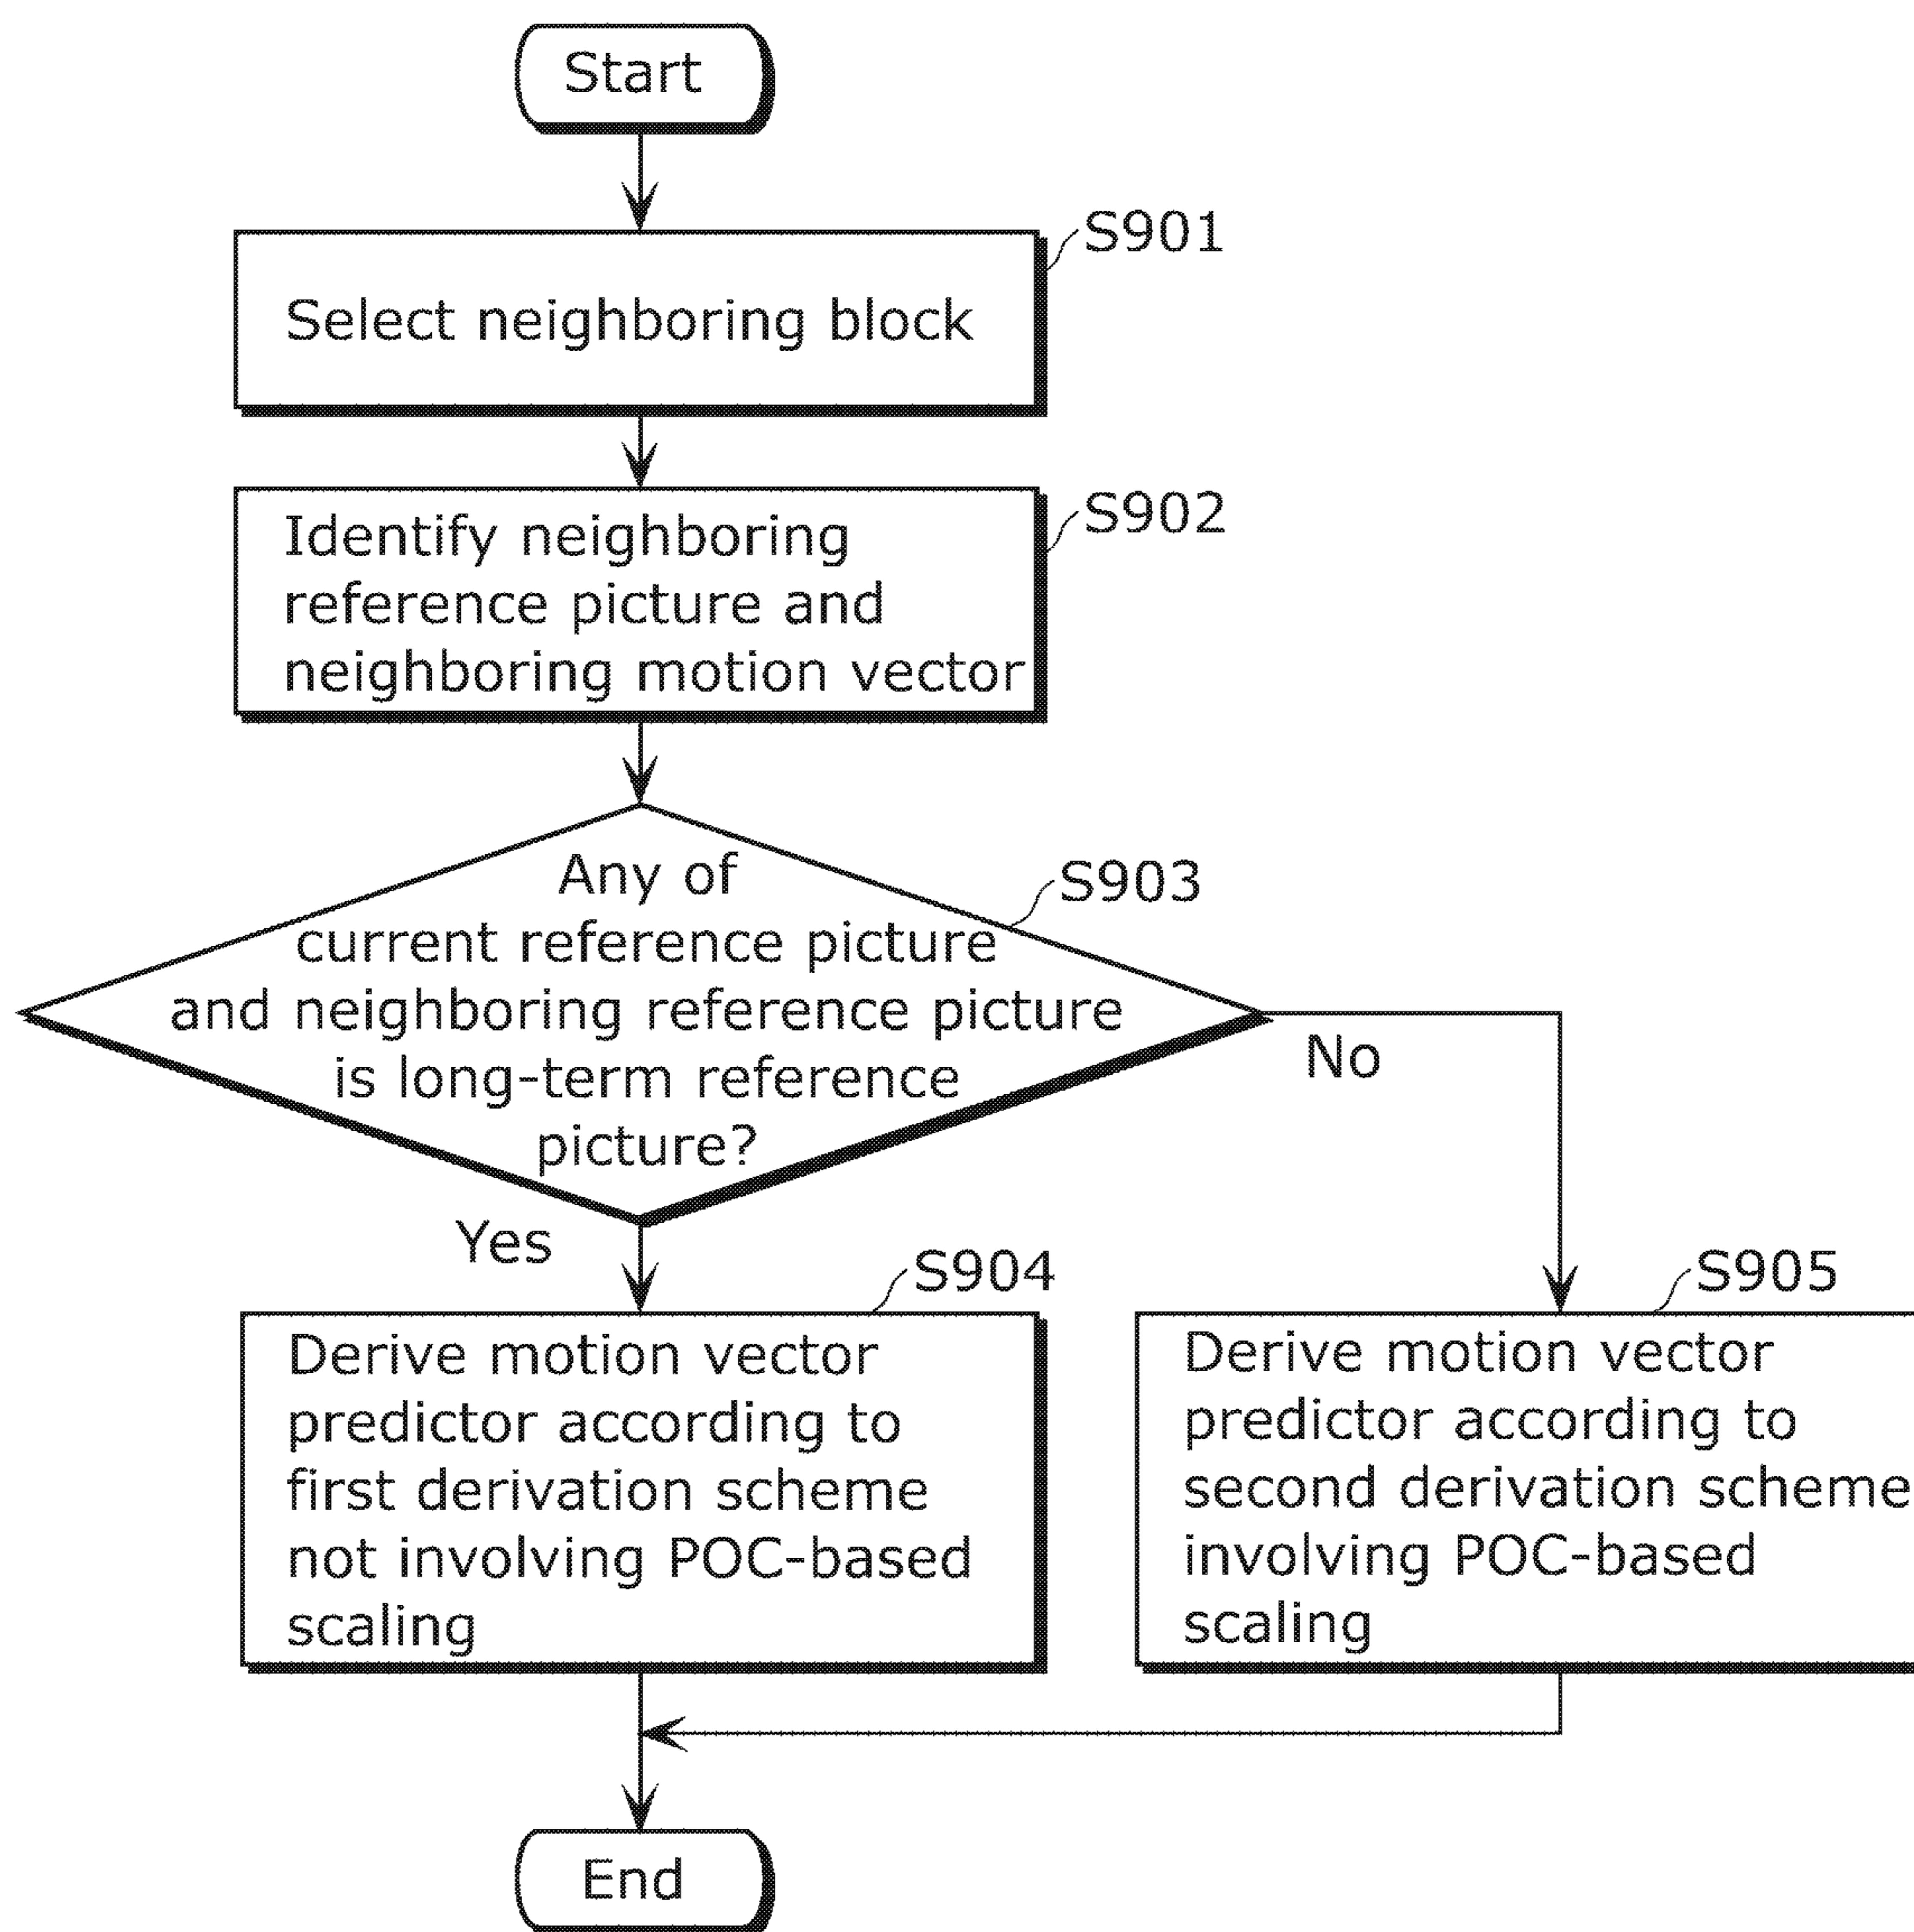 Start
S901
Select neighboring block
S902
Identify neighboring
reference picture and
neighboring motion vector
S903
Any of
current reference picture
and neighboring reference picture
is long-term reference
picture?
No
Yes
S904
Derive motion vector
predictor according to
first derivation scheme
not involving POC-based
scaling
S905
Derive motion vector
predictor according to
second derivation scheme
involving POC-based
scaling
End